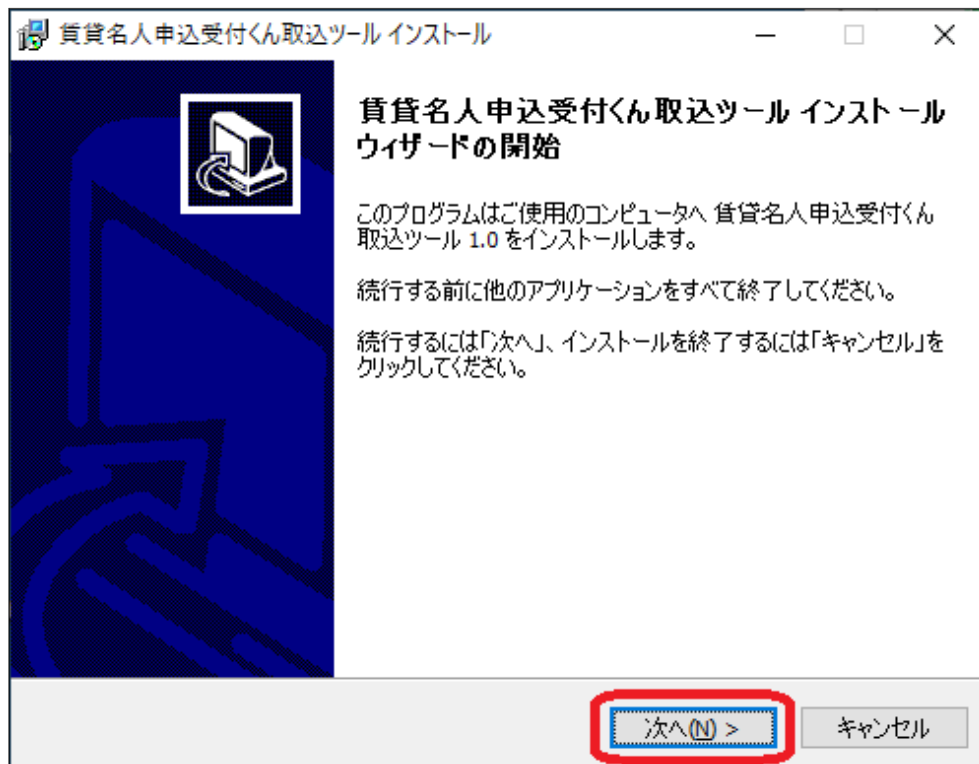 賃貸名人申込受付くん取込ツール インストール
賃貸名人申込受付くん取込ツール インストール
ウィザードの開始
このプログラムはご使用のコンピュータへ 賃貸名人申込受付くん
取込ツール 1.0 をインストールします。
続行する前に他のアプリケーションをすべて終了してください。
続行するには「次へ」、インストールを終了するには「キャンセル」を
クリックしてください。
次へ(N) >
キャンセル